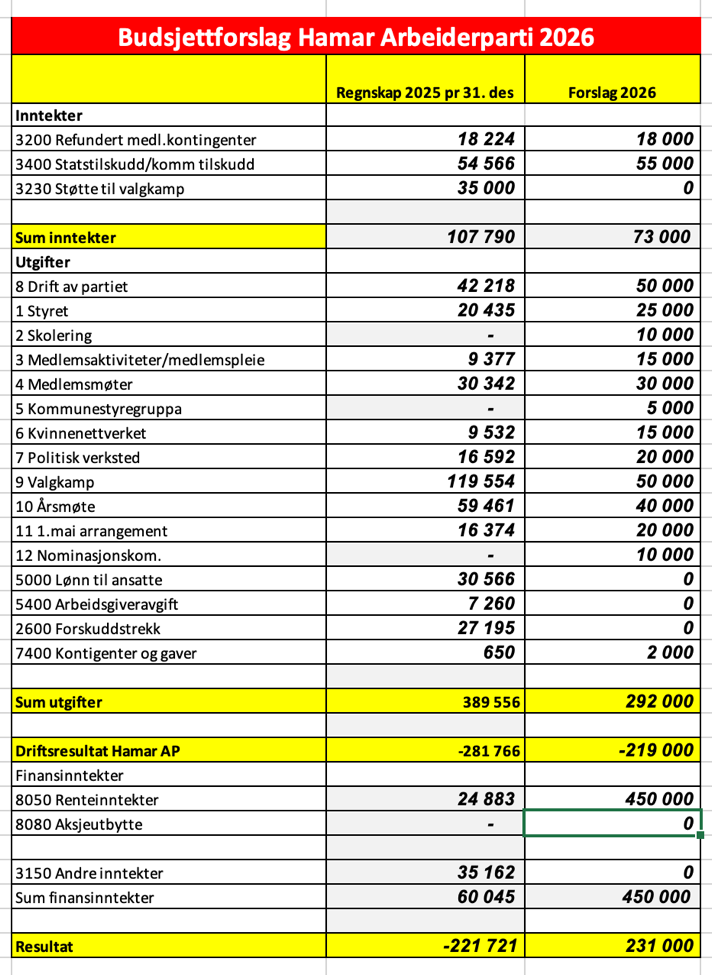 Budsjettforslag Hamar Arbeiderparti 2026
Regnskap 2025 pr 31. des Forslag 2026
Inntekter
3200 Refundert medl.kontingenter 18 224 18 000
3400 Statstilskudd/komm tilskudd 54 566 55 000
3230 Støtte til valgkamp 35 000 0
Sum inntekter 107 790 73 000
Utgifter
8 Drift av partiet 42 218 50 000
1 Styret 20 435 25 000
2 Skolering - 10 000
3 Medlemsaktiviteter/medlemspleie 9 377 15 000
4 Medlemsmøter 30 342 30 000
5 Kommunestyregruppa - 5 000
6 Kvinnenettverket 9 532 15 000
7 Politisk verksted 16 592 20 000
9 Valgkamp 119 554 50 000
10 Årsmøte 59 461 40 000
11 1.mai arrangement 16 374 20 000
12 Nominasjonskom. - 10 000
5000 Lønn til ansatte 30 566 0
5400 Arbeidsgiveravgift 7 260 0
2600 Forskuddstrekk 27 195 0
7400 Kontigenter og gaver 650 2 000
Sum utgifter 389 556 292 000
Driftsresultat Hamar AP -281 766 -219 000
Finansinntekter
8050 Renteinntekter 24 883 450 000
8080 Aksjeutbytte - 0
3150 Andre inntekter 35 162 0
Sum finansinntekter 60 045 450 000
Resultat -221 721 231 000